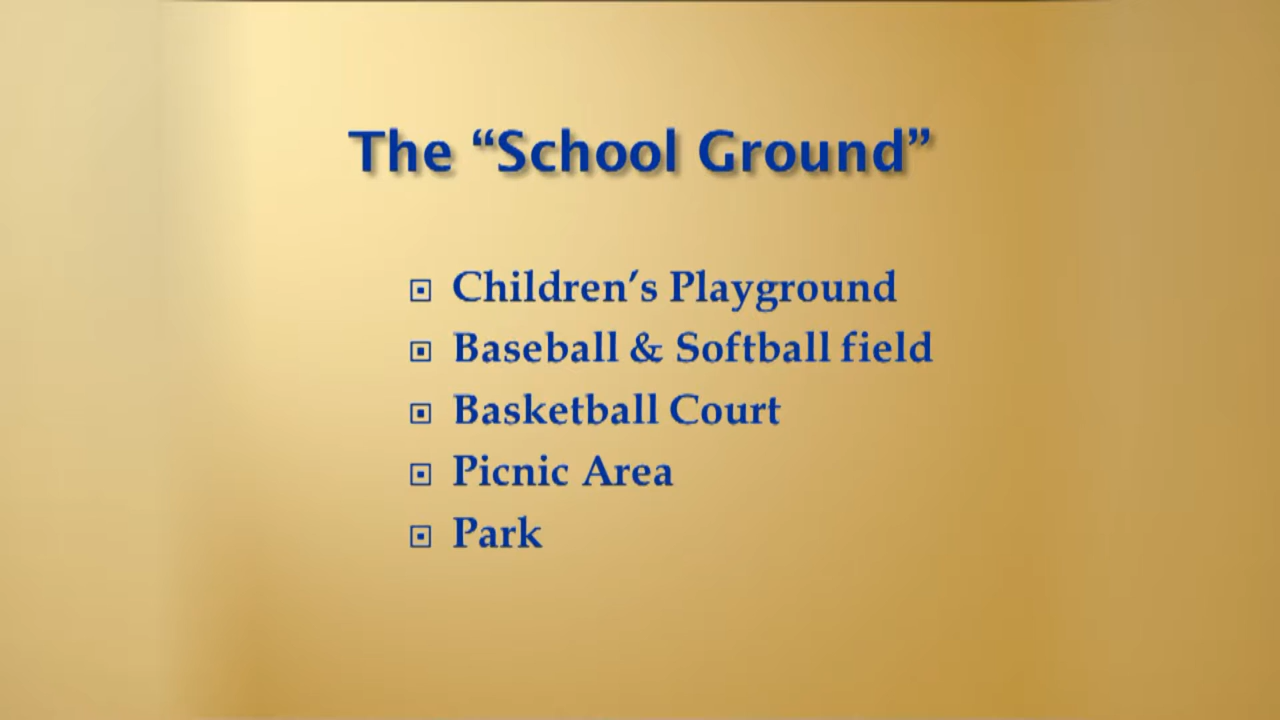 The “School Ground”
Children’s Playground
Baseball & Softball field
Basketball Court
Picnic Area
Park